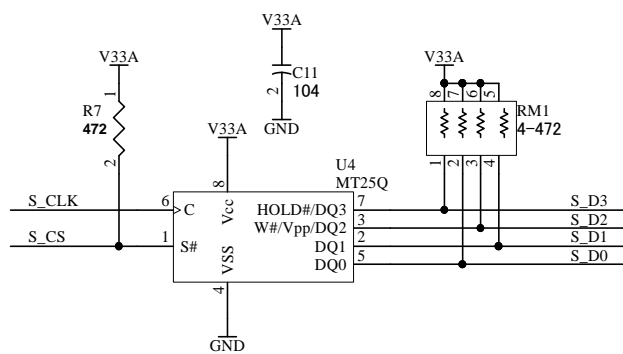 V33A
1
R7
472
2
V33A
C11
2
104
GND
V33A
8 7 6 5
RM1
4-472
1 2 3 4
V33A
8
U4
MT25Q
S_CLK
6
C
Vcc
HOLD#/DQ3
7
S_D3
W#/Vpp/DQ2
3
S_D2
S_CS
1
S#
VSS
DQ1
2
S_D1
DQ0
5
S_D0
4
GND